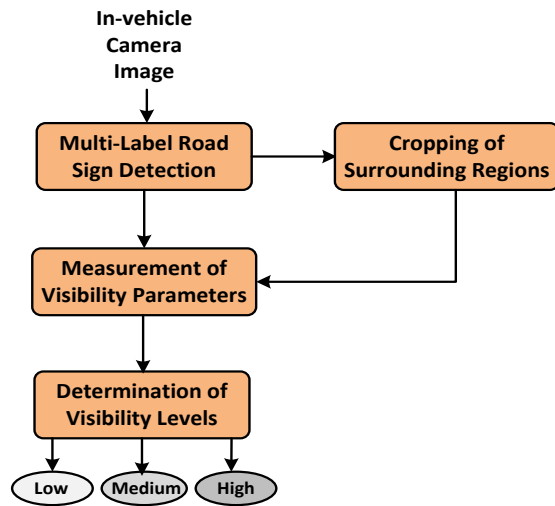 In-vehicle
Camera
Image
Multi-Label Road
Sign Detection
Cropping of
Surrounding Regions
Measurement of
Visibility Parameters
Determination of
Visibility Levels
Low
Medium
High